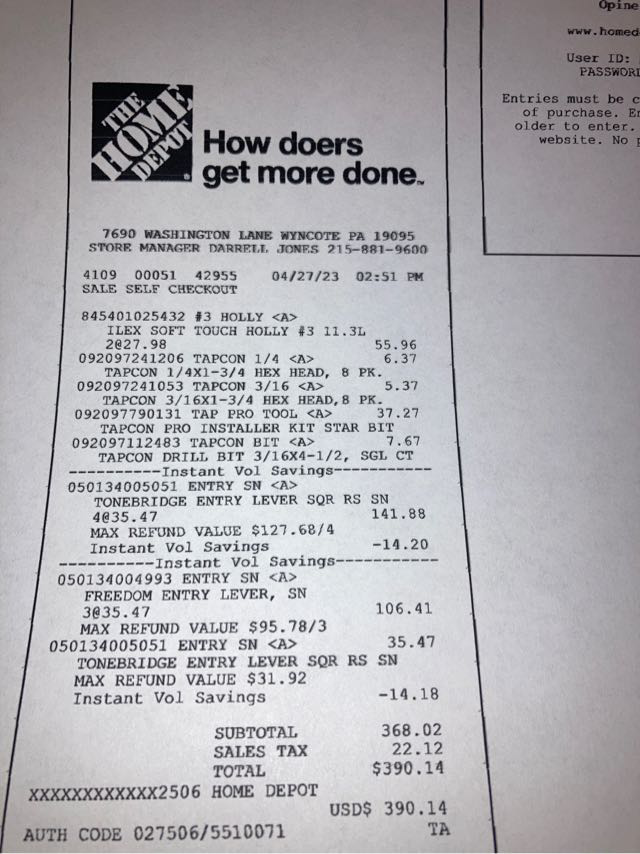 THE
HOME
DEPOT
How doers
get more done.
7690 WASHINGTON LANE WYNCOTE PA 19095
STORE MANAGER DARRELL JONES 215-881-9600
4109 00051 42955 04/27/23 02:51 PM
SALE SELF CHECKOUT
845401025432 #3 HOLLY <A>
ILEX SOFT TOUCH HOLLY #3 11.3L
2@27.98 55.96
092097241206 TAPCON 1/4 <A> 6.37
TAPCON 1/4X1-3/4 HEX HEAD, 8 PK.
092097241053 TAPCON 3/16 <A> 5.37
TAPCON 3/16X1-3/4 HEX HEAD,8 PK.
092097790131 TAP PRO TOOL <A> 37.27
TAPCON PRO INSTALLER KIT STAR BIT
092097112483 TAPCON BIT <A> 7.67
TAPCON DRILL BIT 3/16X4-1/2, SGL CT
----------Instant Vol Savings----------
050134005051 ENTRY SN <A>
TONEBRIDGE ENTRY LEVER SQR RS SN
4@35.47 141.88
MAX REFUND VALUE $127.68/4
Instant Vol Savings -14.20
----------Instant Vol Savings----------
050134004993 ENTRY SN <A>
FREEDOM ENTRY LEVER, SN
3@35.47 106.41
MAX REFUND VALUE $95.78/3
050134005051 ENTRY SN <A> 35.47
TONEBRIDGE ENTRY LEVER SQR RS SN
MAX REFUND VALUE $31.92
Instant Vol Savings -14.18
SUBTOTAL 368.02
SALES TAX 22.12
TOTAL $390.14
XXXXXXXXXXXX2506 HOME DEPOT
USD$ 390.14
AUTH CODE 027506/5510071 TA
Opine
www.homed
User ID:
PASSWORD
Entries must be c
of purchase. En
older to enter.
website. No p